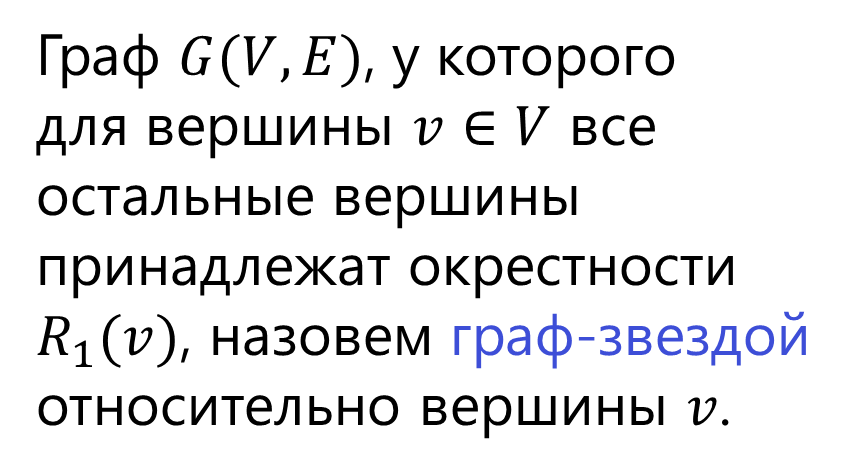 Граф G(V, E), у которого
для вершины v ∈ V все
остальные вершины
принадлежат окрестности
R₁(v), назовем граф-звездой
относительно вершины v.